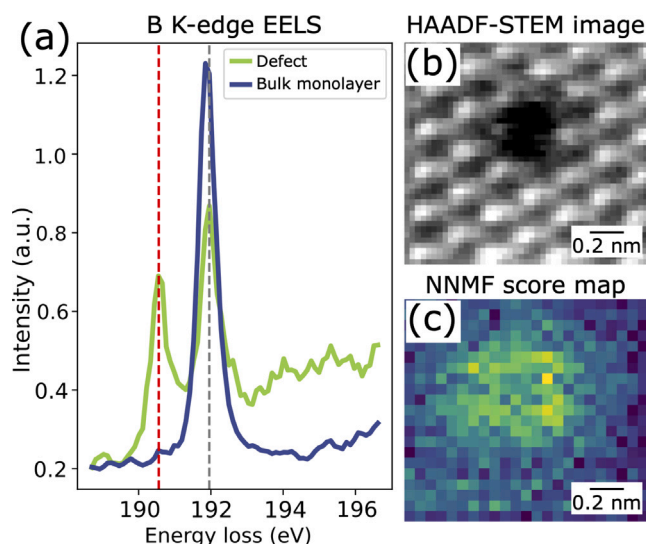 (a)
B K-edge EELS
Defect
Bulk monolayer
1.2
1.0
0.8
0.6
0.4
0.2
Intensity (a.u.)
190
192
194
196
Energy loss (eV)
HAADF-STEM image
(b)
0.2 nm
NNMF score map
(c)
0.2 nm